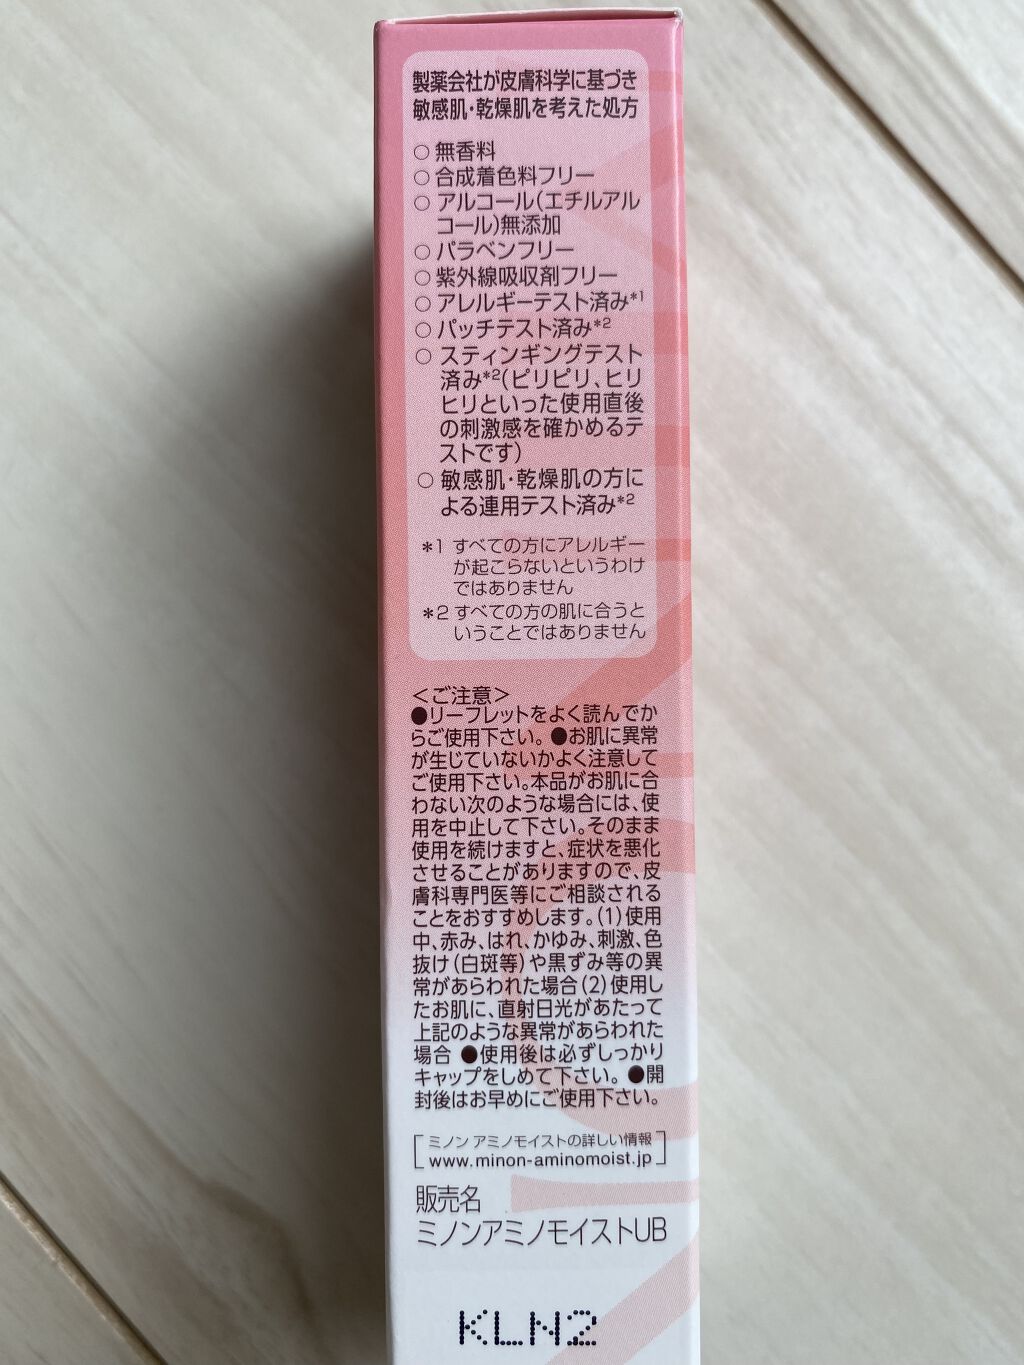 製薬会社が皮膚科学に基づき
敏感肌・乾燥肌を考えた処方
○ 無香料
○ 合成着色料フリー
○ アルコール(エチルアル
コール)無添加
○ パラベンフリー
○ 紫外線吸収剤フリー
○ アレルギーテスト済み*1
○ パッチテスト済み*2
○ スティンギングテスト
済み*2(ピリピリ、ヒリ
ヒリといった使用直後
の刺激感を確かめるテ
ストです)
○ 敏感肌・乾燥肌の方に
よる連用テスト済み*2
*1 すべての方にアレルギー
が起こらないというわけ
ではありません
*2 すべての方の肌に合うと
いうことではありません
<ご注意>
●リーフレットをよく読んでか
らご使用下さい。●お肌に異常
が生じていないかよく注意して
ご使用下さい。本品がお肌に合
わない次のような場合には、使
用を中止して下さい。そのまま
使用を続けますと、症状を悪化
させることがありますので、皮
膚科専門医等にご相談される
ことをおすすめします。(1)使用
中、赤み、はれ、かゆみ、刺激、色
抜け(白斑等)や黒ずみ等の異
常があらわれた場合(2)使用し
たお肌に、直射日光があたって
上記のような異常があらわれた
場合 ●使用後は必ずしっかり
キャップをしめて下さい。●開
封後はお早めにご使用下さい。
[ミノン アミノモイストの詳しい情報
www.minon-aminomoist.jp]
販売名
ミノンアミノモイストUB
KLN2